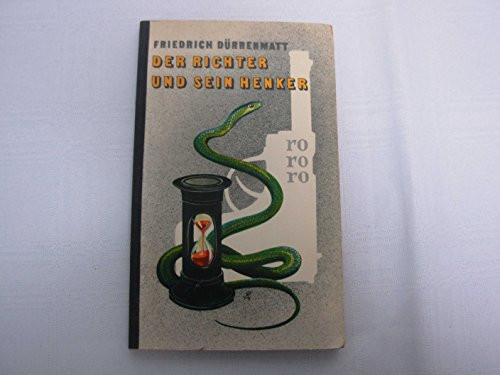 FRIEDRICH DÜRRENMATT
DER RICHTER
UND SEIN HENKER
ro
ro
ro